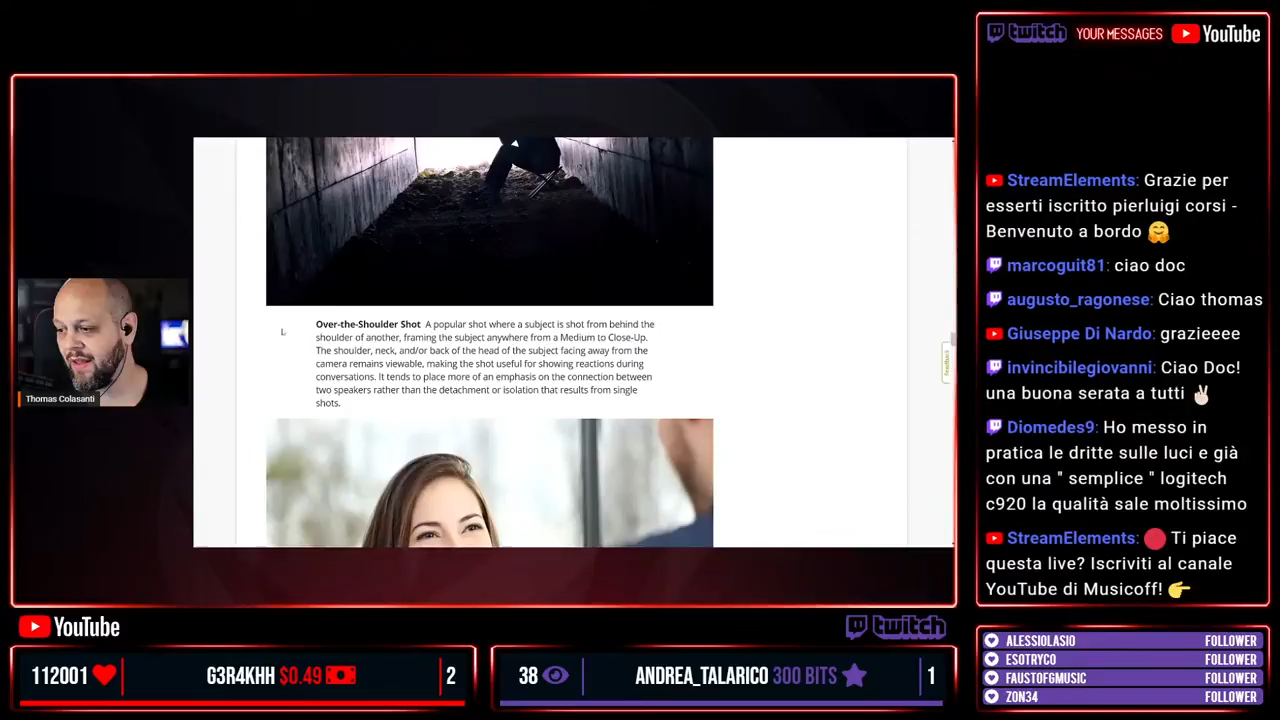 twitch YOUR MESSAGES YouTube
StreamElements: Grazie per
esserti iscritto pierluigi corsi -
Benvenuto a bordo 🤗
marcoguit81: ciao doc
augusto_ragonese: Ciao thomas
Giuseppe Di Nardo: grazieeee
invincibilegiovanni: Ciao Doc!
una buona serata a tutti ✌🏻
Diomedes9: Ho messo in
pratica le dritte sulle luci e già
con una " semplice " logitech
c920 la qualità sale moltissimo
StreamElements: 🔴 Ti piace
questa live? Iscriviti al canale
YouTube di Musicoff! 👉
Over-the-Shoulder Shot A popular shot where a subject is shot from behind the
shoulder of another, framing the subject anywhere from a Medium to Close-Up.
The shoulder, neck, and/or back of the head of the subject facing away from the
camera remains viewable, making the shot useful for showing reactions during
conversations. It tends to place more of an emphasis on the connection between
two speakers rather than the detachment or isolation that results from single
shots.
Feedback
Thomas Colasanti
YouTube
twitch
112001 G3R4KHH $0.49 2
38 ANDREA_TALARICO 300 BITS 1
ALESSIOLASIO FOLLOWER
ESOTRYCO FOLLOWER
FAUSTOFGMUSIC FOLLOWER
ZON34 FOLLOWER